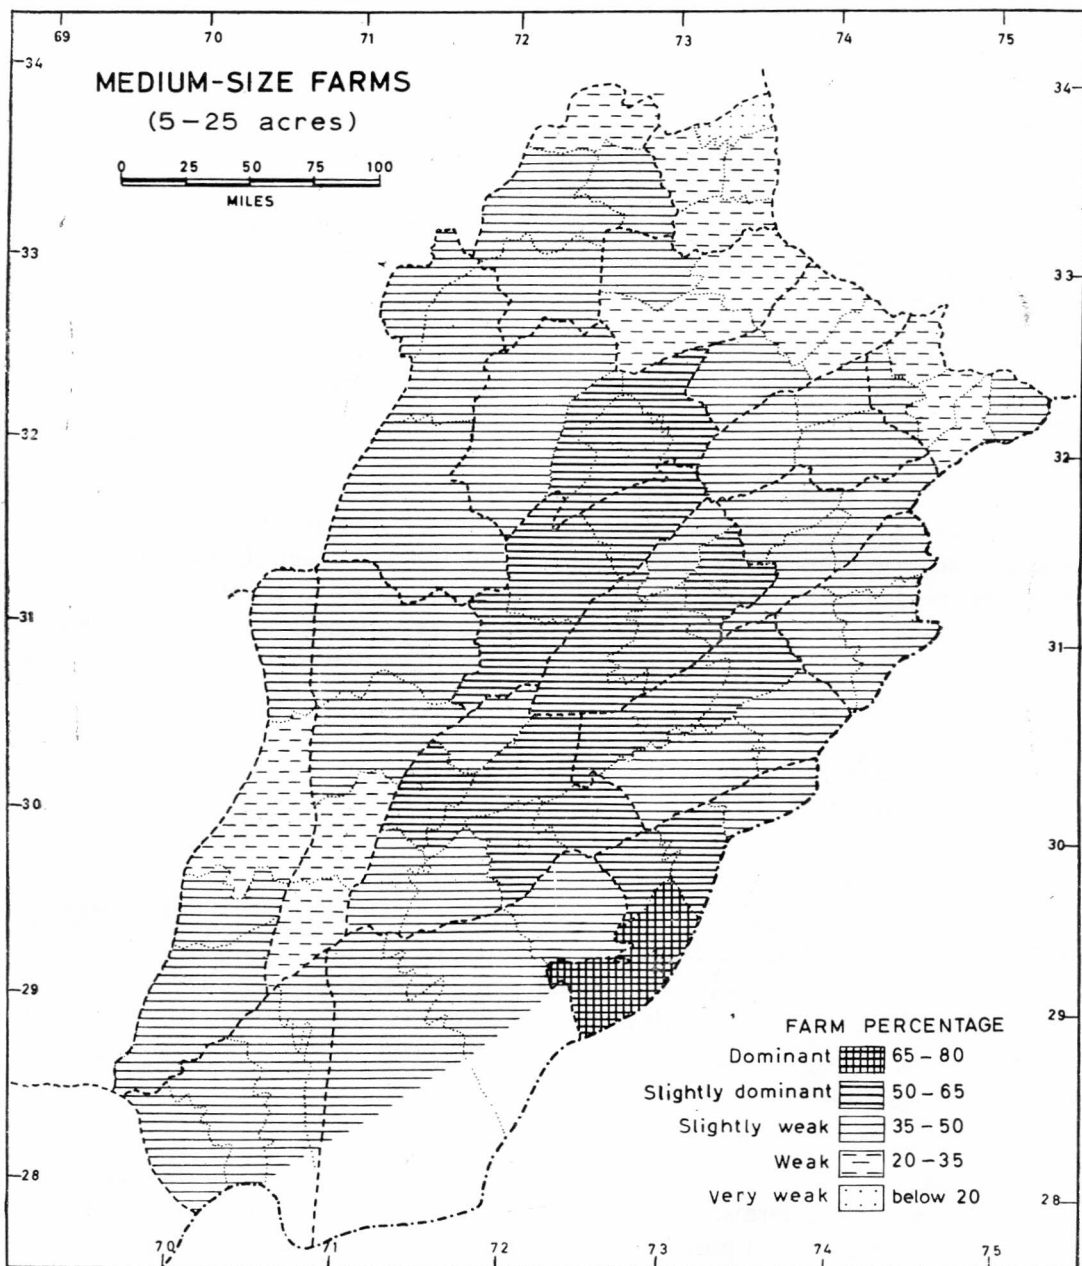 69 70 71 72 73 74 75
34 34
MEDIUM-SIZE FARMS
(5-25 acres)
0 25 50 75 100
MILES
33 33
32 32
31 31
30 30
29 29
FARM PERCENTAGE
Dominant 65-80
Slightly dominant 50-65
Slightly weak 35-50
Weak 20-35
Very weak below 20
28 28
70 71 72 73 74 75